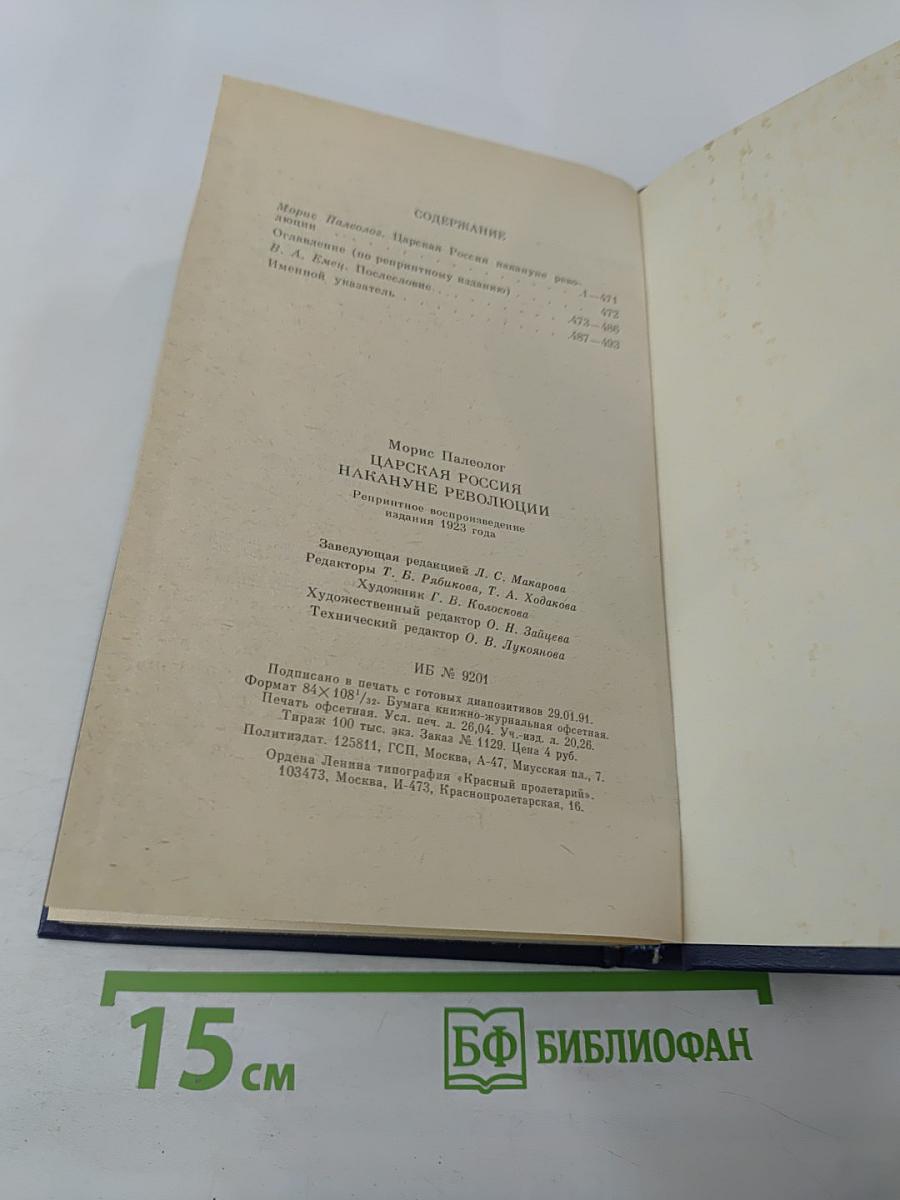 СОДЕРЖАНИЕ
Морис Палеолог. Царская Россия накануне рево-
люции . . . . . . . . . . . . . 1—471
Оглавление (по репринтному изданию) . . . . . 472
В. А. Емец. Послесловие. . . . . . . . . 473—486
Именной указатель . . . . . . . . . . 487—493
Морис Палеолог
ЦАРСКАЯ РОССИЯ
НАКАНУНЕ РЕВОЛЮЦИИ
Репринтное воспроизведение
издания 1923 года
Заведующая редакцией Л. С. Макарова
Редакторы Т. Б. Рябикова, Т. А. Ходакова
Художник Г. В. Колоскова
Художественный редактор О. Н. Зайцева
Технический редактор О. В. Лукоянова
ИБ № 9201
Подписано в печать с готовых диапозитивов 29.01.91.
Формат 84×108¹/₃₂. Бумага книжно-журнальная офсетная.
Печать офсетная. Усл. печ. л. 26,04. Уч.-изд. л. 20,26.
Тираж 100 тыс. экз. Заказ № 1129. Цена 4 руб.
Политиздат. 125811, ГСП, Москва, А-47, Миусская пл., 7.
Ордена Ленина типография «Красный пролетарий».
103473, Москва, И-473, Краснопролетарская, 16.
15 см
БФ БИБЛИОФАН